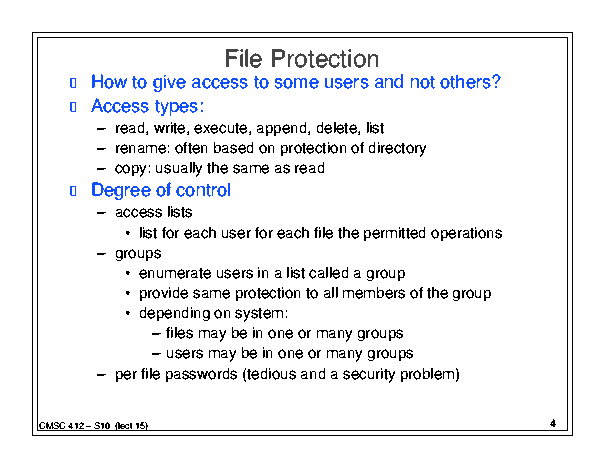 File Protection
How to give access to some users and not others?
Access types:
– read, write, execute, append, delete, list
– rename: often based on protection of directory
– copy: usually the same as read
Degree of control
– access lists
• list for each user for each file the permitted operations
– groups
• enumerate users in a list called a group
• provide same protection to all members of the group
• depending on system:
– files may be in one or many groups
– users may be in one or many groups
– per file passwords (tedious and a security problem)
CMSC 412 – S10 (lect 15)
4